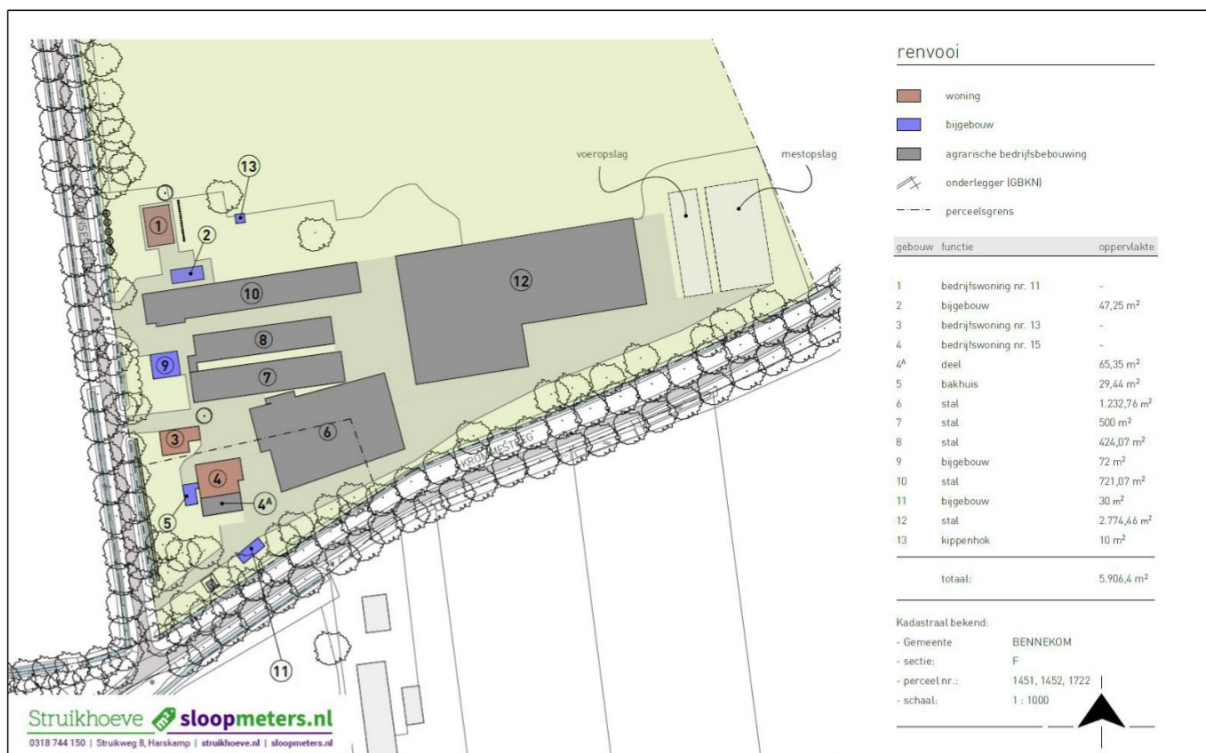 renvooi
woning
bijgebouw
agrarische bedrijfsbebouwing
onderlegger (GBKN)
perceelsgrens
gebouw functie oppervlakte
1 bedrijfswoning nr. 11 -
2 bijgebouw 47,25 m²
3 bedrijfswoning nr. 13 -
4 bedrijfswoning nr. 15 -
4ᴬ deel 65,35 m²
5 bakhuis 29,44 m²
6 stal 1.232,76 m²
7 stal 500 m²
8 stal 424,07 m²
9 bijgebouw 72 m²
10 stal 721,07 m²
11 bijgebouw 30 m²
12 stal 2.774,46 m²
13 kippenhok 10 m²
totaal: 5.906,4 m²
Kadastraal bekend:
- Gemeente BENNEKOM
- sectie: F
- perceel nr.: 1451, 1452, 1722
- schaal: 1 : 1000
voeropslag
mestopslag
13
1
2
12
10
8
9
7
3
6
4
5
4ᴬ
11
KROMMESTEEG
Struikhoeve m² sloopmeters.nl
0318 744 150 | Struikweg 8, Harskamp | struikhoeve.nl | sloopmeters.nl